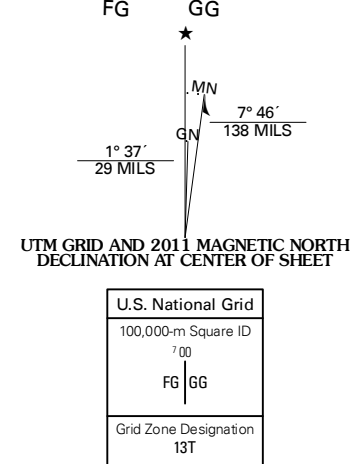 FG GG
★
MN
7° 46´
138 MILS
GN
1° 37´
29 MILS
UTM GRID AND 2011 MAGNETIC NORTH
DECLINATION AT CENTER OF SHEET
U.S. National Grid
100,000-m Square ID
7 00
FG GG
Grid Zone Designation
13T